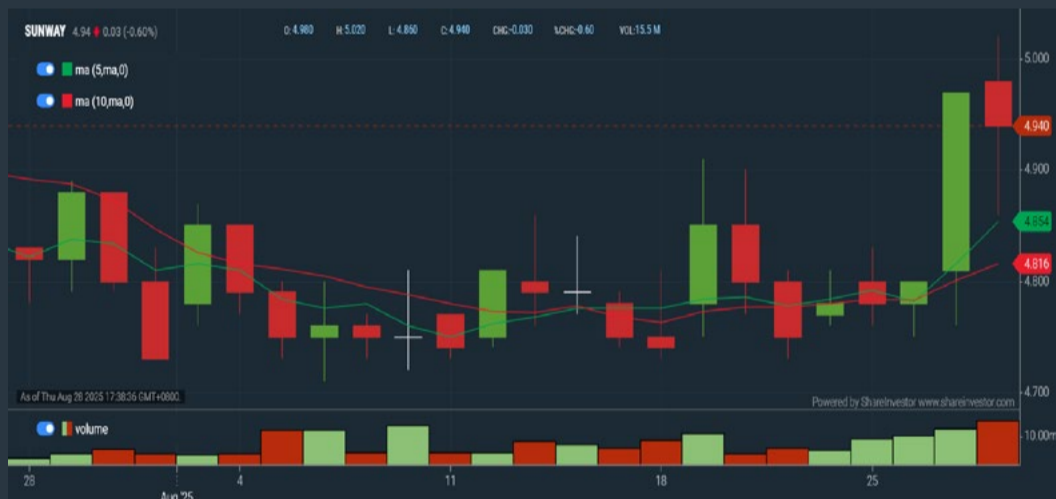 SUNWAY 4.94 0.03 (-0.60%) O: 4.980 H: 5.020 L: 4.860 C: 4.940 CHG:-0.030 %CHG:-0.60 VOL:15.5 M
ma (5,ma,0)
ma (10,ma,0)
5.000
4.940
4.900
4.854
4.816
4.800
4.700
As of Thu Aug 28 2025 17:38:36 GMT+0800.
Powered by ShareInvestor www.shareinvestor.com
volume
10.00m
28 4 11 18 25
Aug '25